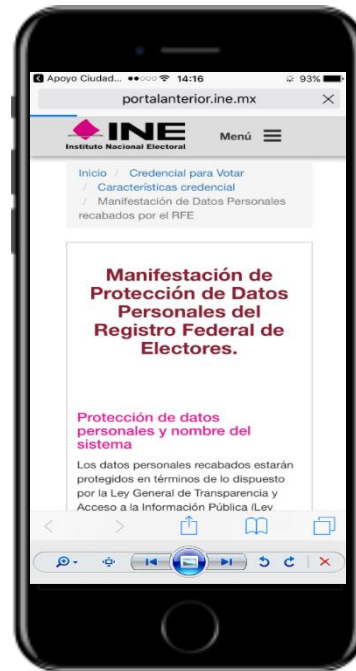 Apoyo Ciudad... 14:16 93%
portalanterior.ine.mx
INE
Instituto Nacional Electoral
Menú
Inicio / Credencial para Votar
/ Características credencial
/ Manifestación de Datos Personales
recabados por el RFE
Manifestación de
Protección de Datos
Personales del
Registro Federal de
Electores.
Protección de datos
personales y nombre del
sistema
Los datos personales recabados estarán
protegidos en términos de lo dispuesto
por la Ley General de Transparencia y
Acceso a la Información Pública (Ley